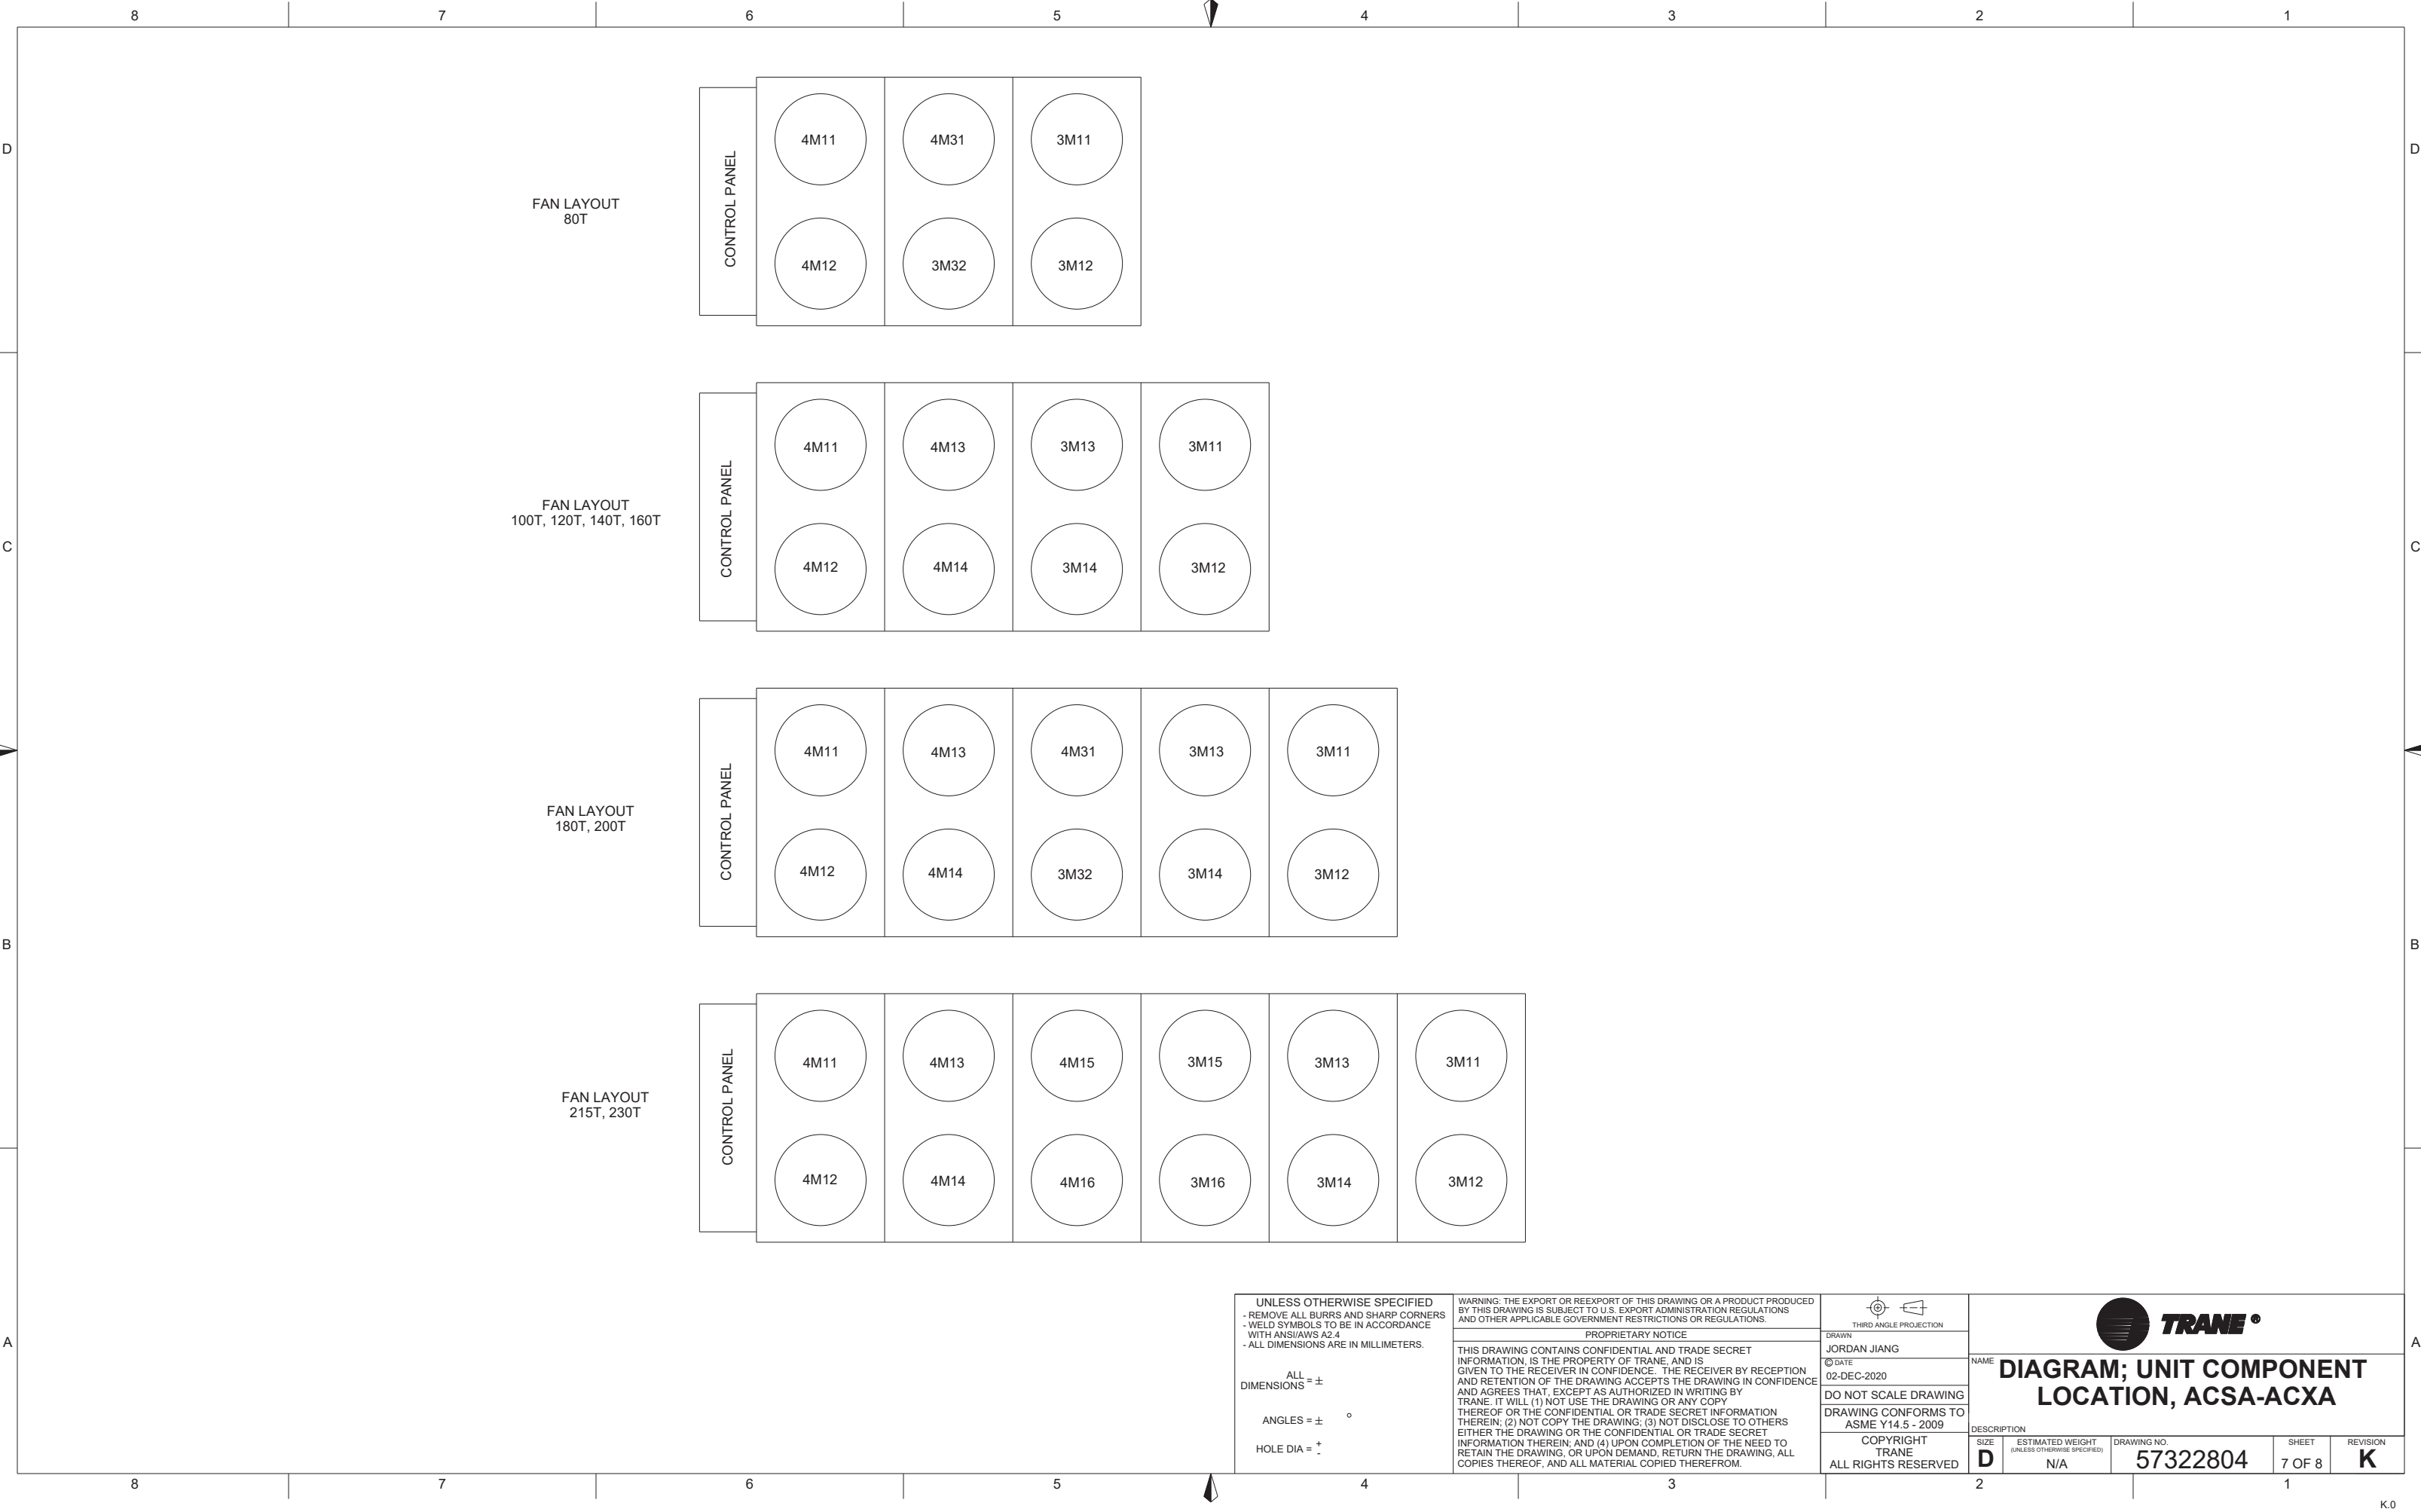 8 7 6 5 4 3 2 1
D D
C C
B B
A A
FAN LAYOUT
80T
CONTROL PANEL
4M11 4M31 3M11
4M12 3M32 3M12
FAN LAYOUT
100T, 120T, 140T, 160T
CONTROL PANEL
4M11 4M13 3M13 3M11
4M12 4M14 3M14 3M12
FAN LAYOUT
180T, 200T
CONTROL PANEL
4M11 4M13 4M31 3M13 3M11
4M12 4M14 3M32 3M14 3M12
FAN LAYOUT
215T, 230T
CONTROL PANEL
4M11 4M13 4M15 3M15 3M13 3M11
4M12 4M14 4M16 3M16 3M14 3M12
UNLESS OTHERWISE SPECIFIED
- REMOVE ALL BURRS AND SHARP CORNERS
- WELD SYMBOLS TO BE IN ACCORDANCE
WITH ANSI/AWS A2.4
- ALL DIMENSIONS ARE IN MILLIMETERS.
ALL
DIMENSIONS = ±
ANGLES = ± °
HOLE DIA = + -
WARNING: THE EXPORT OR REEXPORT OF THIS DRAWING OR A PRODUCT PRODUCED
BY THIS DRAWING IS SUBJECT TO U.S. EXPORT ADMINISTRATION REGULATIONS
AND OTHER APPLICABLE GOVERNMENT RESTRICTIONS OR REGULATIONS.
PROPRIETARY NOTICE
THIS DRAWING CONTAINS CONFIDENTIAL AND TRADE SECRET
INFORMATION, IS THE PROPERTY OF TRANE, AND IS
GIVEN TO THE RECEIVER IN CONFIDENCE. THE RECEIVER BY RECEPTION
AND RETENTION OF THE DRAWING ACCEPTS THE DRAWING IN CONFIDENCE
AND AGREES THAT, EXCEPT AS AUTHORIZED IN WRITING BY
TRANE. IT WILL (1) NOT USE THE DRAWING OR ANY COPY
THEREOF OR THE CONFIDENTIAL OR TRADE SECRET INFORMATION
THEREIN; (2) NOT COPY THE DRAWING; (3) NOT DISCLOSE TO OTHERS
EITHER THE DRAWING OR THE CONFIDENTIAL OR TRADE SECRET
INFORMATION THEREIN; AND (4) UPON COMPLETION OF THE NEED TO
RETAIN THE DRAWING, OR UPON DEMAND, RETURN THE DRAWING, ALL
COPIES THEREOF, AND ALL MATERIAL COPIED THEREFROM.
THIRD ANGLE PROJECTION
DRAWN
JORDAN JIANG
© DATE
02-DEC-2020
DO NOT SCALE DRAWING
DRAWING CONFORMS TO
ASME Y14.5 - 2009
COPYRIGHT
TRANE
ALL RIGHTS RESERVED
TRANE ®
NAME DIAGRAM; UNIT COMPONENT
LOCATION, ACSA-ACXA
DESCRIPTION
SIZE
D
ESTIMATED WEIGHT
(UNLESS OTHERWISE SPECIFIED)
N/A
DRAWING NO.
57322804
SHEET
7 OF 8
REVISION
K
8 7 6 5 4 3 2 1
K.0